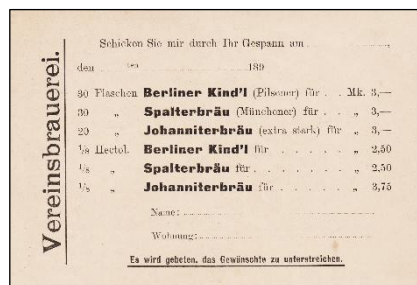 Vereinsbrauerei.
Schicken Sie mir durch Ihr Gespann am ................,
den ........ten ........................189
30 Flaschen Berliner Kind'l (Pilsener) für . . Mk. 3,—
30 „ Spalterbräu (Münchener) für . . „ 3,—
20 „ Johanniterbräu (extra stark) für „ 3,—
1/8 Hectol. Berliner Kind'l für . . . . . „ 2,50
1/8 „ Spalterbräu für . . . . . . „ 2,50
1/8 „ Johanniterbräu für . . . . . „ 3,75
Name: ................................
Wohnung: ................................
Es wird gebeten, das Gewünschte zu unterstreichen.